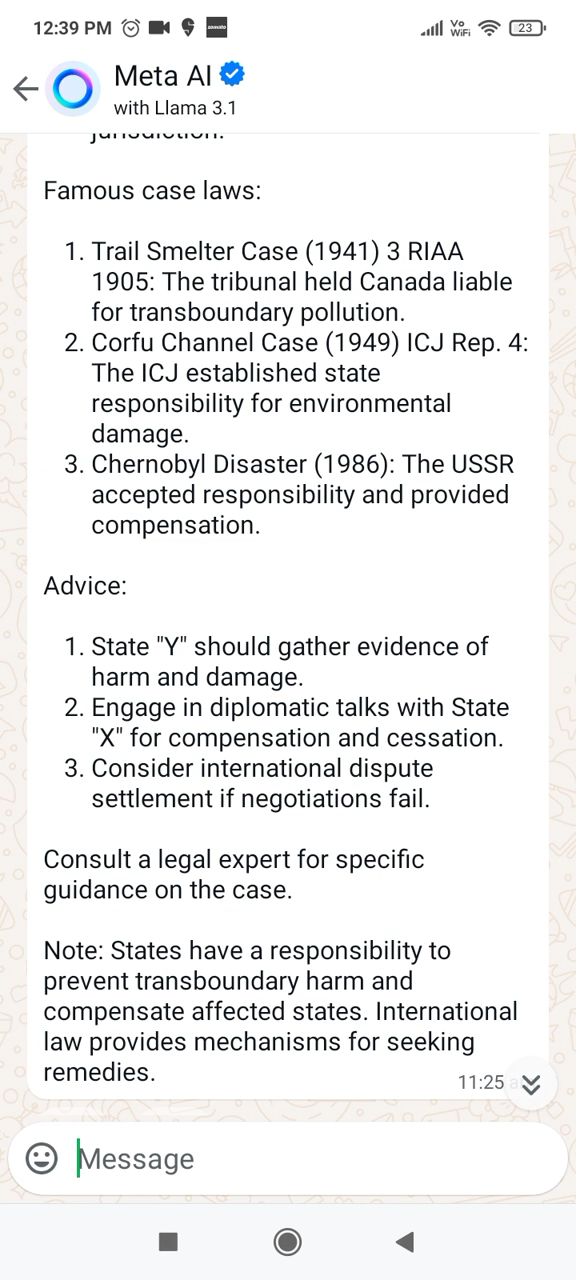 12:39 PM
Vo
WiFi
23
Meta AI
with Llama 3.1
jurisdiction.
Famous case laws:
1. Trail Smelter Case (1941) 3 RIAA
1905: The tribunal held Canada liable
for transboundary pollution.
2. Corfu Channel Case (1949) ICJ Rep. 4:
The ICJ established state
responsibility for environmental
damage.
3. Chernobyl Disaster (1986): The USSR
accepted responsibility and provided
compensation.
Advice:
1. State "Y" should gather evidence of
harm and damage.
2. Engage in diplomatic talks with State
"X" for compensation and cessation.
3. Consider international dispute
settlement if negotiations fail.
Consult a legal expert for specific
guidance on the case.
Note: States have a responsibility to
prevent transboundary harm and
compensate affected states. International
law provides mechanisms for seeking
remedies.
11:25
Message